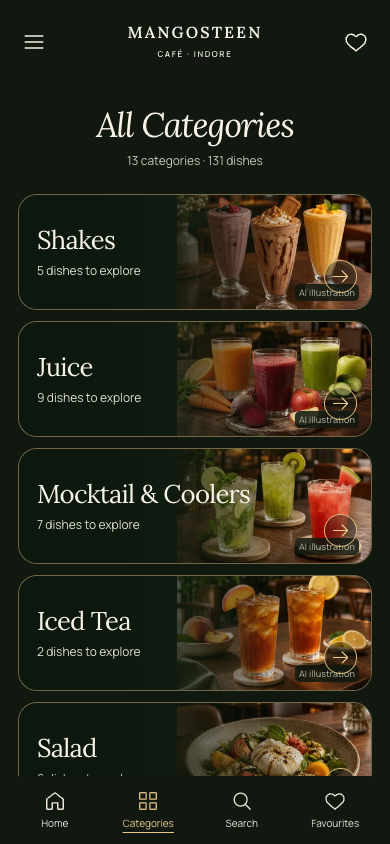 MANGOSTEEN
CAFÉ · INDORE
All Categories
13 categories · 131 dishes
Shakes
5 dishes to explore
AI illustration
Juice
9 dishes to explore
AI illustration
Mocktail & Coolers
7 dishes to explore
AI illustration
Iced Tea
2 dishes to explore
AI illustration
Salad
Home
Categories
Search
Favourites